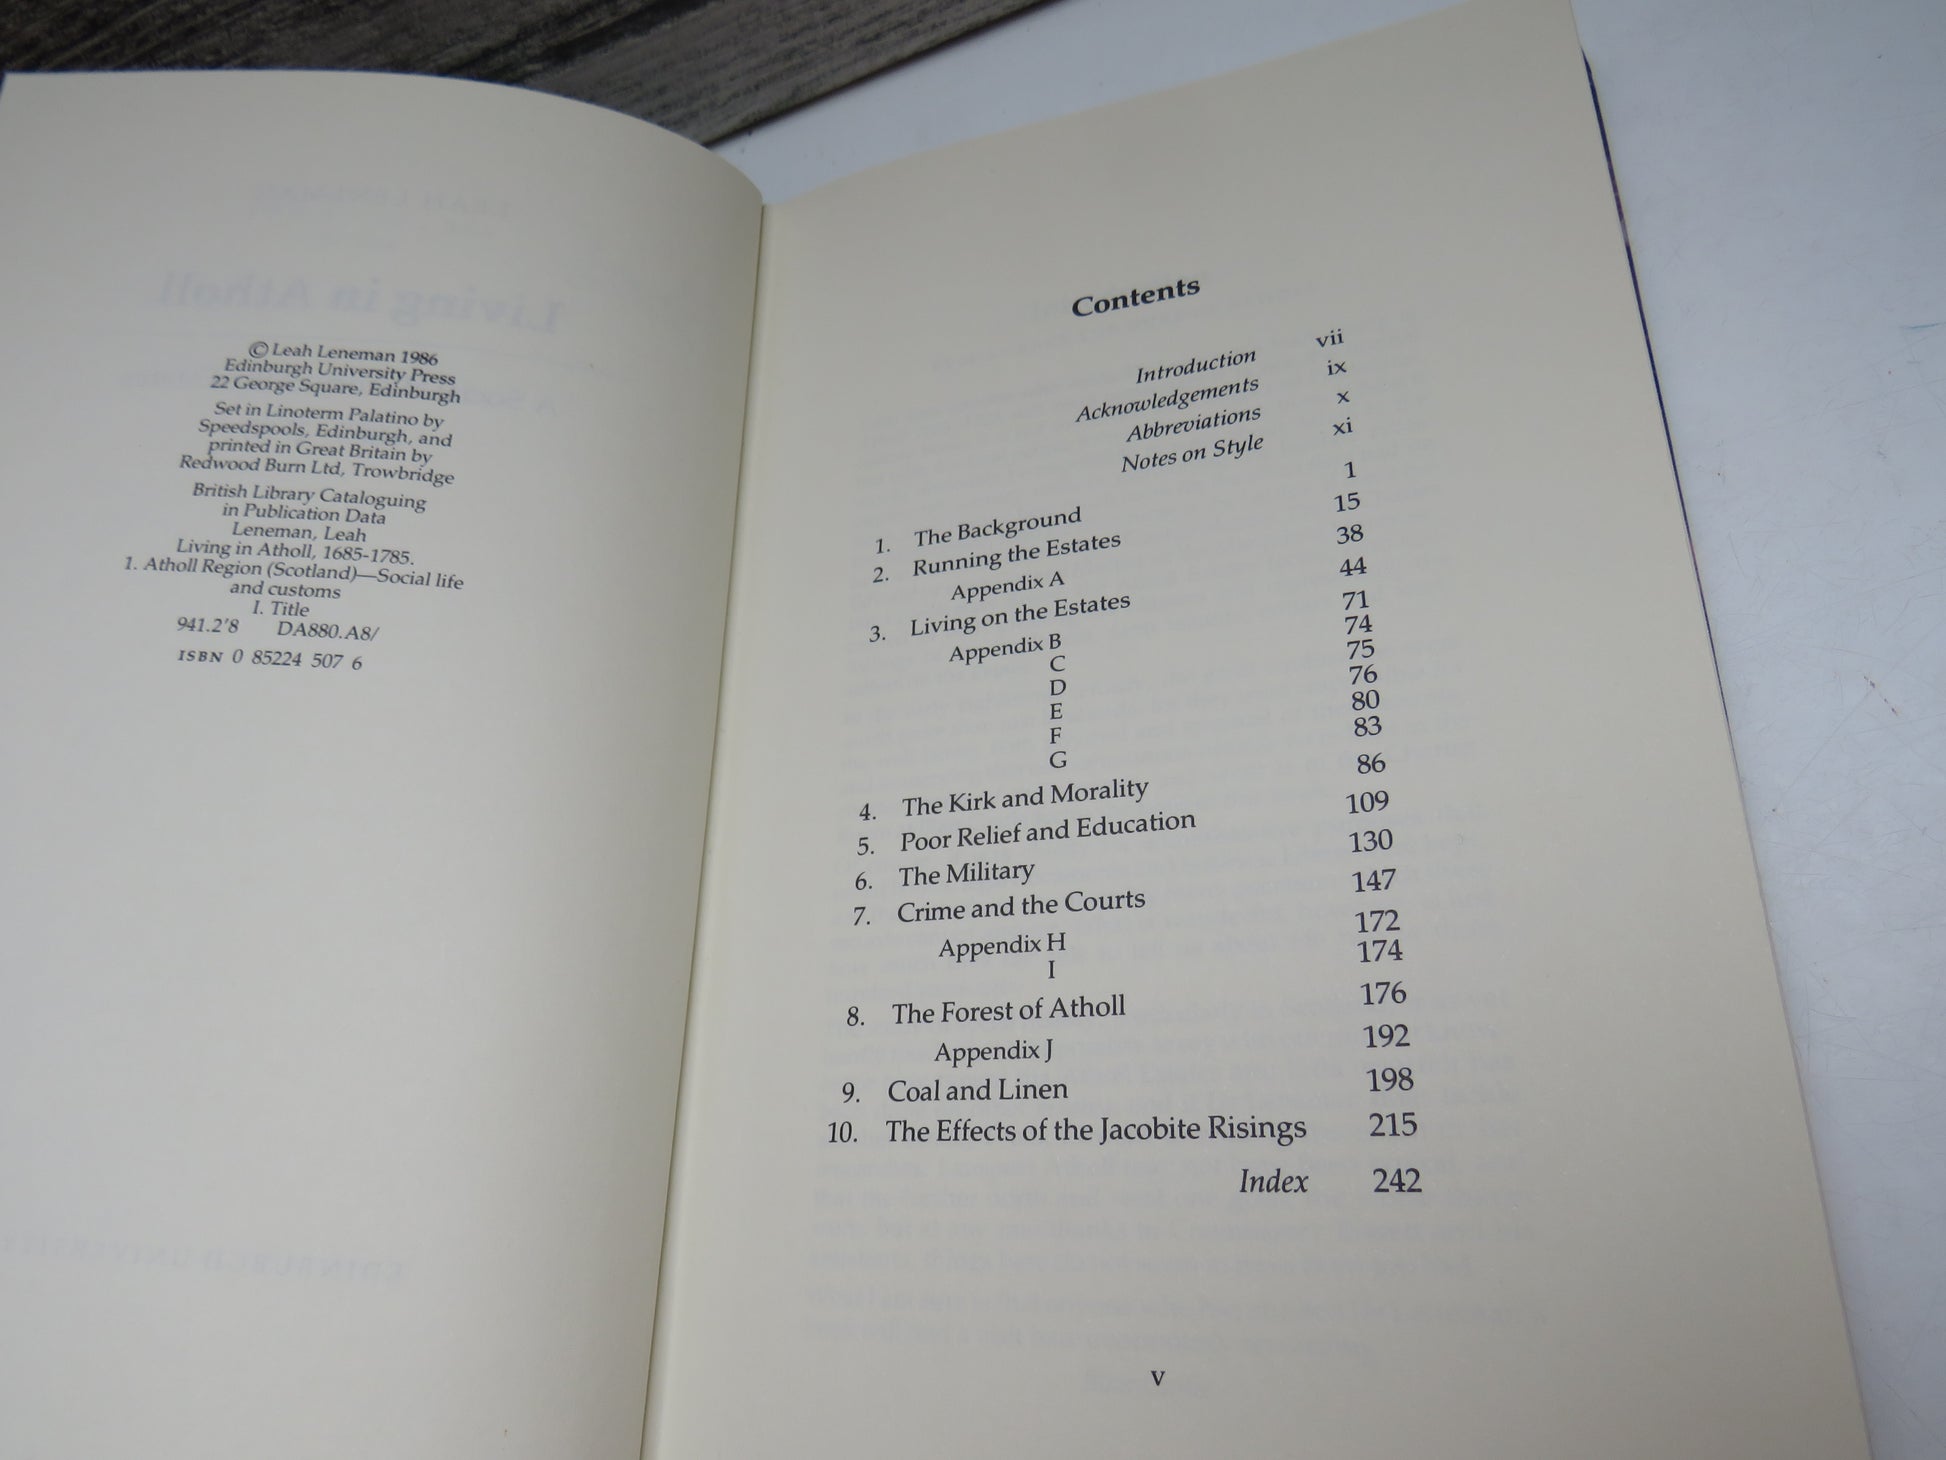 © Leah Leneman 1986
Edinburgh University Press
22 George Square, Edinburgh
Set in Linoterm Palatino by
Speedspools, Edinburgh, and
printed in Great Britain by
Redwood Burn Ltd, Trowbridge
British Library Cataloguing
in Publication Data
Leneman, Leah
Living in Atholl, 1685-1785.
1. Atholl Region (Scotland)—Social life
and customs
I. Title
941.2'8 DA880.A8/
ISBN 0 85224 507 6
Contents
Introduction vii
Acknowledgements ix
Abbreviations x
Notes on Style xi
1. The Background 1
2. Running the Estates 15
Appendix A 38
3. Living on the Estates 44
Appendix B 71
C 74
D 75
E 76
F 80
G 83
4. The Kirk and Morality 86
5. Poor Relief and Education 109
6. The Military 130
7. Crime and the Courts 147
Appendix H 172
I 174
8. The Forest of Atholl 176
Appendix J 192
9. Coal and Linen 198
10. The Effects of the Jacobite Risings 215
Index 242
v